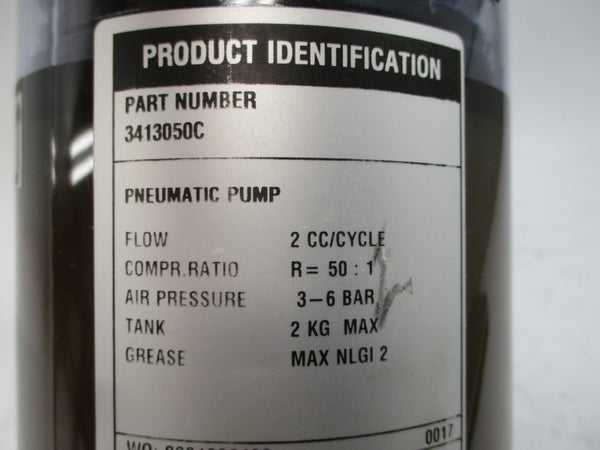 PRODUCT IDENTIFICATION
PART NUMBER
3413050C
PNEUMATIC PUMP
FLOW 2 CC/CYCLE
COMPR.RATIO R= 50 : 1
AIR PRESSURE 3-6 BAR
TANK 2 KG MAX
GREASE MAX NLGI 2
0017